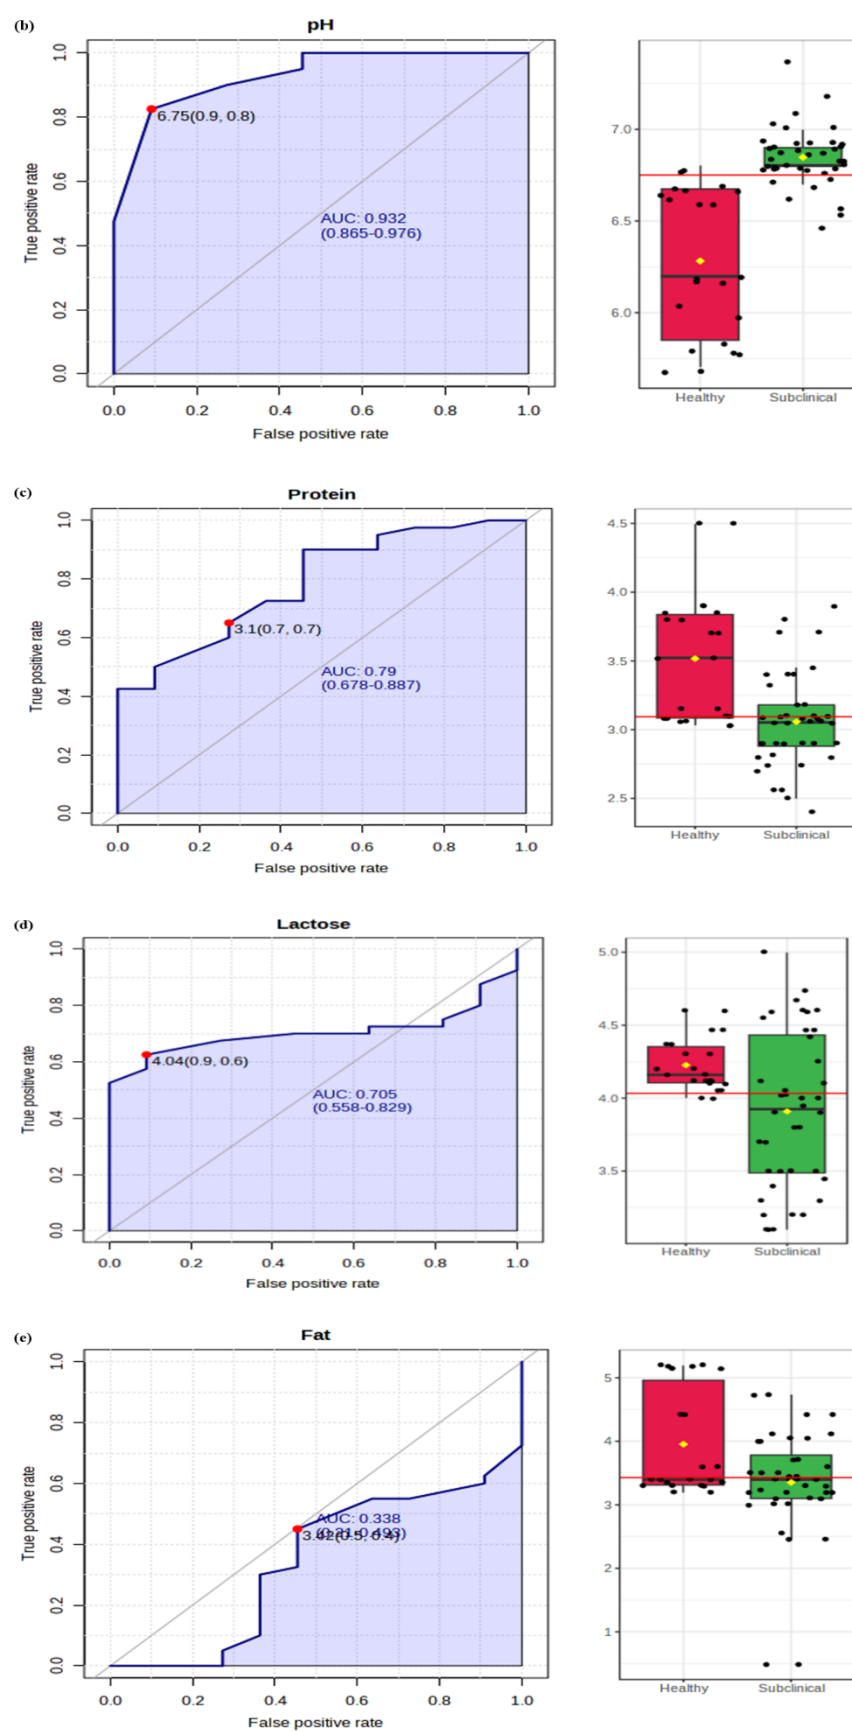 (b)
pH
True positive rate
1.0
0.8
0.6
0.4
0.2
0.0
6.75(0.9, 0.8)
AUC: 0.932
(0.865-0.976)
0.0 0.2 0.4 0.6 0.8 1.0
False positive rate
7.0
6.5
6.0
Healthy Subclinical
(c)
Protein
True positive rate
1.0
0.8
0.6
0.4
0.2
0.0
3.1(0.7, 0.7)
AUC: 0.79
(0.678-0.887)
0.0 0.2 0.4 0.6 0.8 1.0
False positive rate
4.5
4.0
3.5
3.0
2.5
Healthy Subclinical
(d)
Lactose
True positive rate
1.0
0.8
0.6
0.4
0.2
0.0
4.04(0.9, 0.6)
AUC: 0.705
(0.558-0.829)
0.0 0.2 0.4 0.6 0.8 1.0
False positive rate
5.0
4.5
4.0
3.5
Healthy Subclinical
(e)
Fat
True positive rate
1.0
0.8
0.6
0.4
0.2
0.0
AUC: 0.338
(0.21-0.493)
3.42(0.5, 0.4)
0.0 0.2 0.4 0.6 0.8 1.0
False positive rate
5
4
3
2
1
Healthy Subclinical